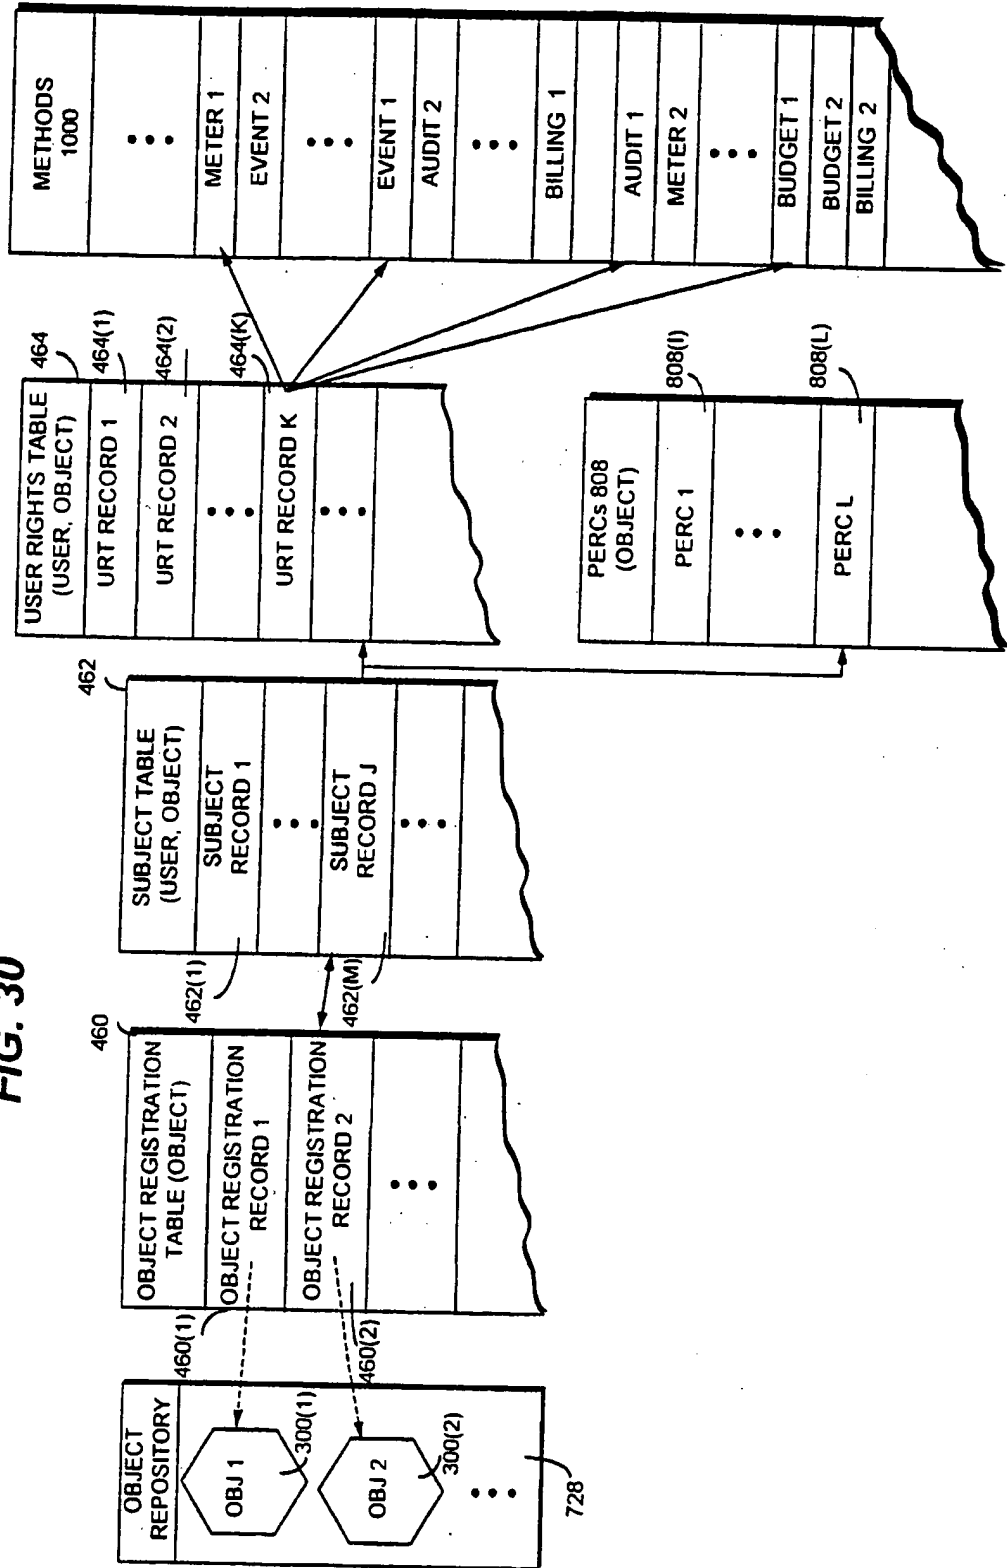 FIG. 30
OBJECT
REPOSITORY
OBJ 1
300(1)
OBJ 2
300(2)
728
460
OBJECT REGISTRATION
TABLE (OBJECT)
OBJECT REGISTRATION
RECORD 1
460(1)
OBJECT REGISTRATION
RECORD 2
460(2)
462
SUBJECT TABLE
(USER, OBJECT)
SUBJECT
RECORD 1
462(1)
SUBJECT
RECORD J
462(M)
USER RIGHTS TABLE
(USER, OBJECT)
464
URT RECORD 1
464(1)
URT RECORD 2
464(2)
URT RECORD K
464(K)
PERCs 808
(OBJECT)
PERC 1
808(I)
PERC L
808(L)
METHODS
1000
METER 1
EVENT 2
EVENT 1
AUDIT 2
BILLING 1
AUDIT 1
METER 2
BUDGET 1
BUDGET 2
BILLING 2